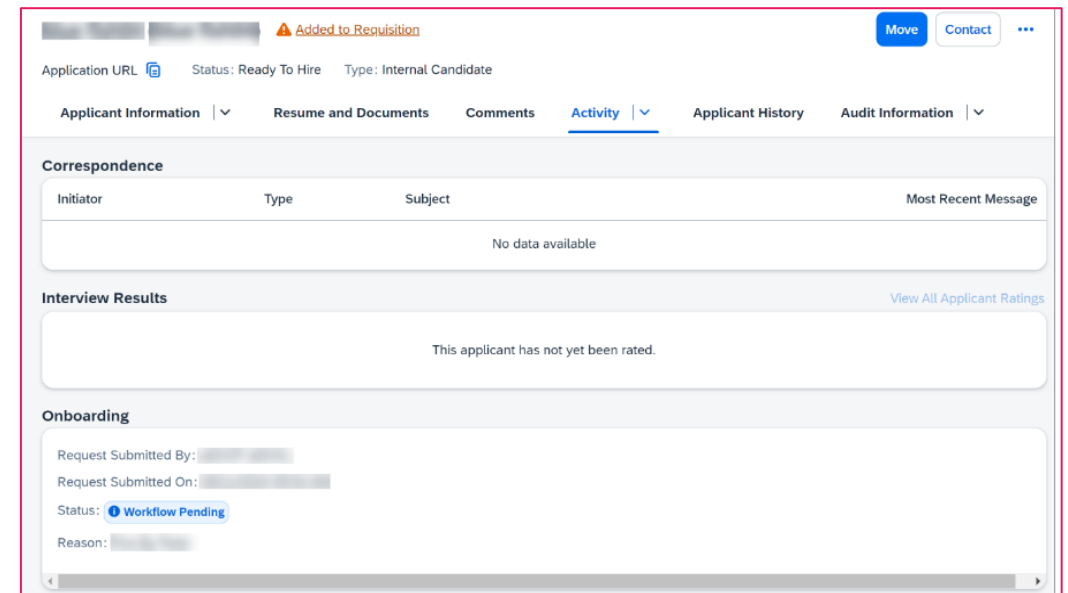 Added to Requisition Move Contact
Application URL Status: Ready To Hire Type: Internal Candidate
Applicant Information Resume and Documents Comments Activity Applicant History Audit Information
Correspondence
Initiator Type Subject Most Recent Message
No data available
Interview Results View All Applicant Ratings
This applicant has not yet been rated.
Onboarding
Request Submitted By:
Request Submitted On:
Status: Workflow Pending
Reason: